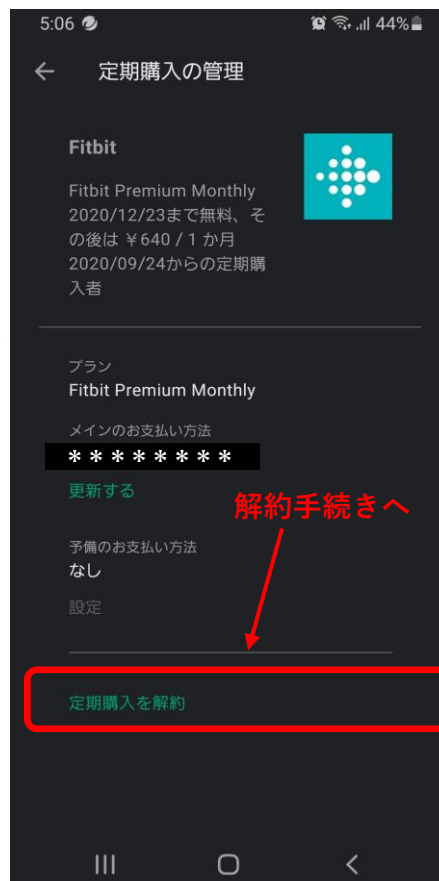 5:06 44%
定期購入の管理
Fitbit
Fitbit Premium Monthly
2020/12/23まで無料、そ
の後は ￥640 / 1 か月
2020/09/24からの定期購
入者
プラン
Fitbit Premium Monthly
メインのお支払い方法
＊＊＊＊＊＊＊＊
更新する
解約手続きへ
予備のお支払い方法
なし
設定
定期購入を解約